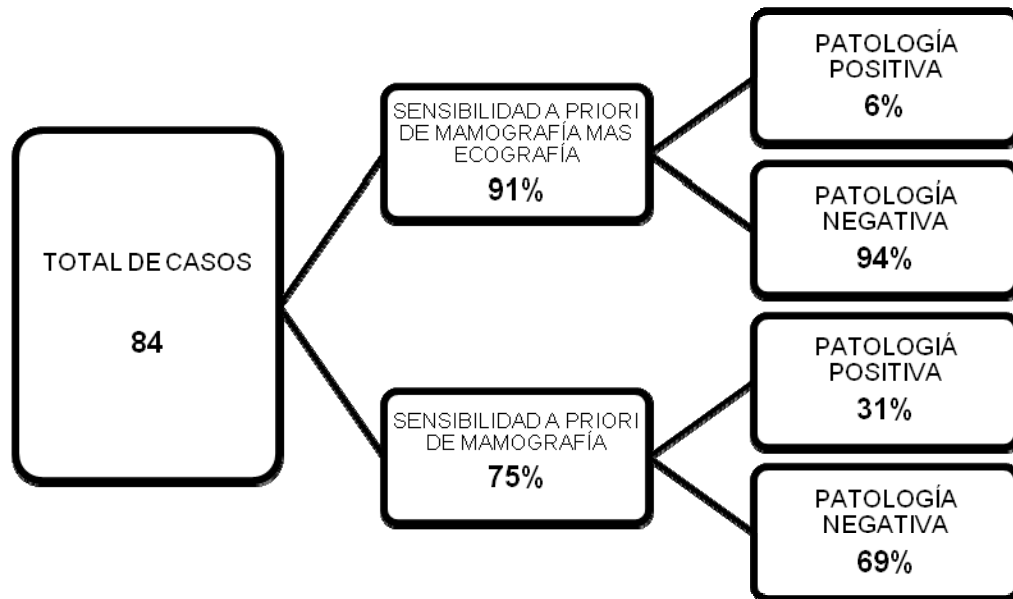 TOTAL DE CASOS
84
SENSIBILIDAD A PRIORI
DE MAMOGRAFÍA MAS
ECOGRAFÍA
91%
PATOLOGÍA
POSITIVA
6%
PATOLOGÍA
NEGATIVA
94%
SENSIBILIDAD A PRIORI
DE MAMOGRAFÍA
75%
PATOLOGIÁ
POSITIVA
31%
PATOLOGÍA
NEGATIVA
69%